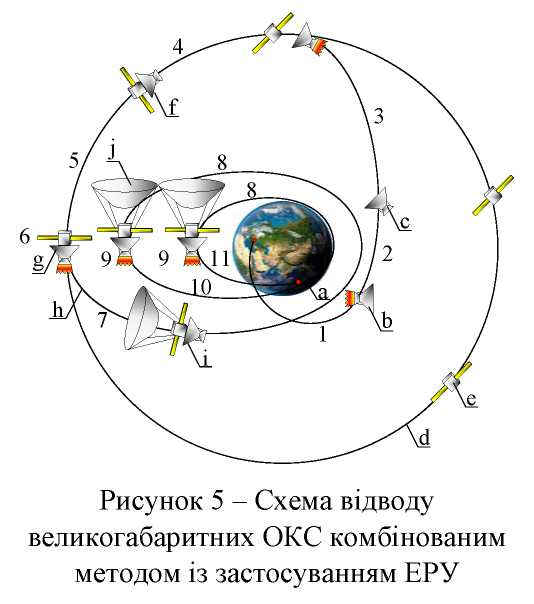 4
3
f
5
j
8
8
c
6
g
9
9
11
2
10
a
h
b
7
1
i
e
d
Рисунок 5 – Схема відводу
великогабаритних ОКС комбінованим
методом із застосуванням ЕРУ